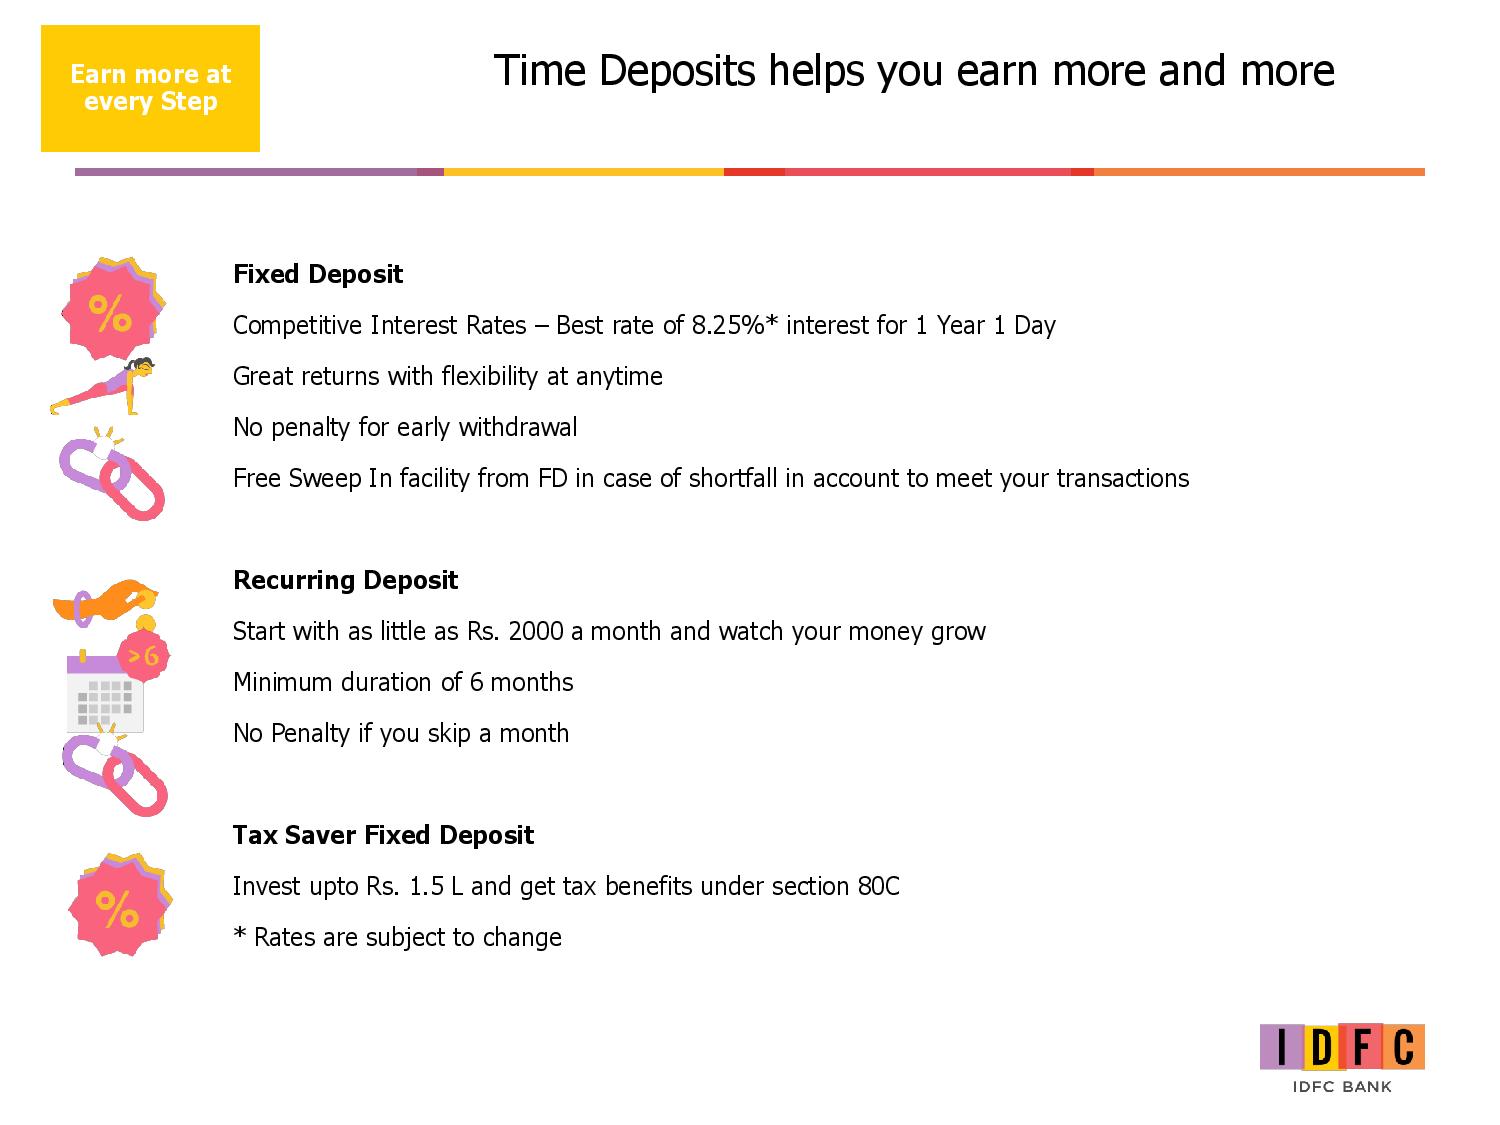 Earn more at
every Step
Time Deposits helps you earn more and more
%
Fixed Deposit
Competitive Interest Rates – Best rate of 8.25%* interest for 1 Year 1 Day
Great returns with flexibility at anytime
No penalty for early withdrawal
Free Sweep In facility from FD in case of shortfall in account to meet your transactions
Recurring Deposit
Start with as little as Rs. 2000 a month and watch your money grow
>6
Minimum duration of 6 months
No Penalty if you skip a month
Tax Saver Fixed Deposit
%
Invest upto Rs. 1.5 L and get tax benefits under section 80C
* Rates are subject to change
IDFC
IDFC BANK